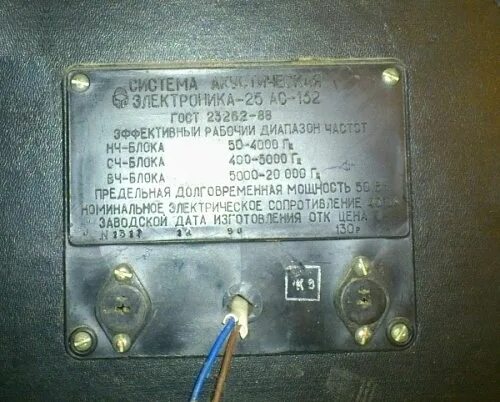 СИСТЕМА АКУСТИЧЕСКАЯ
ЭЛЕКТРОНИКА-25 АС-132
ГОСТ 23262-88
ЭФФЕКТИВНЫЙ РАБОЧИЙ ДИАПАЗОН ЧАСТОТ
НЧ-БЛОКА 50-4000 Гц
СЧ-БЛОКА 400-5000 Гц
ВЧ-БЛОКА 5000-20 000 Гц
ПРЕДЕЛЬНАЯ ДОЛГОВРЕМЕННАЯ МОЩНОСТЬ 50
НОМИНАЛЬНОЕ ЭЛЕКТРИЧЕСКОЕ СОПРОТИВЛЕНИЕ
ЗАВОДСКОЙ ДАТА ИЗГОТОВЛЕНИЯ ОТК ЦЕНА
N 130р
К